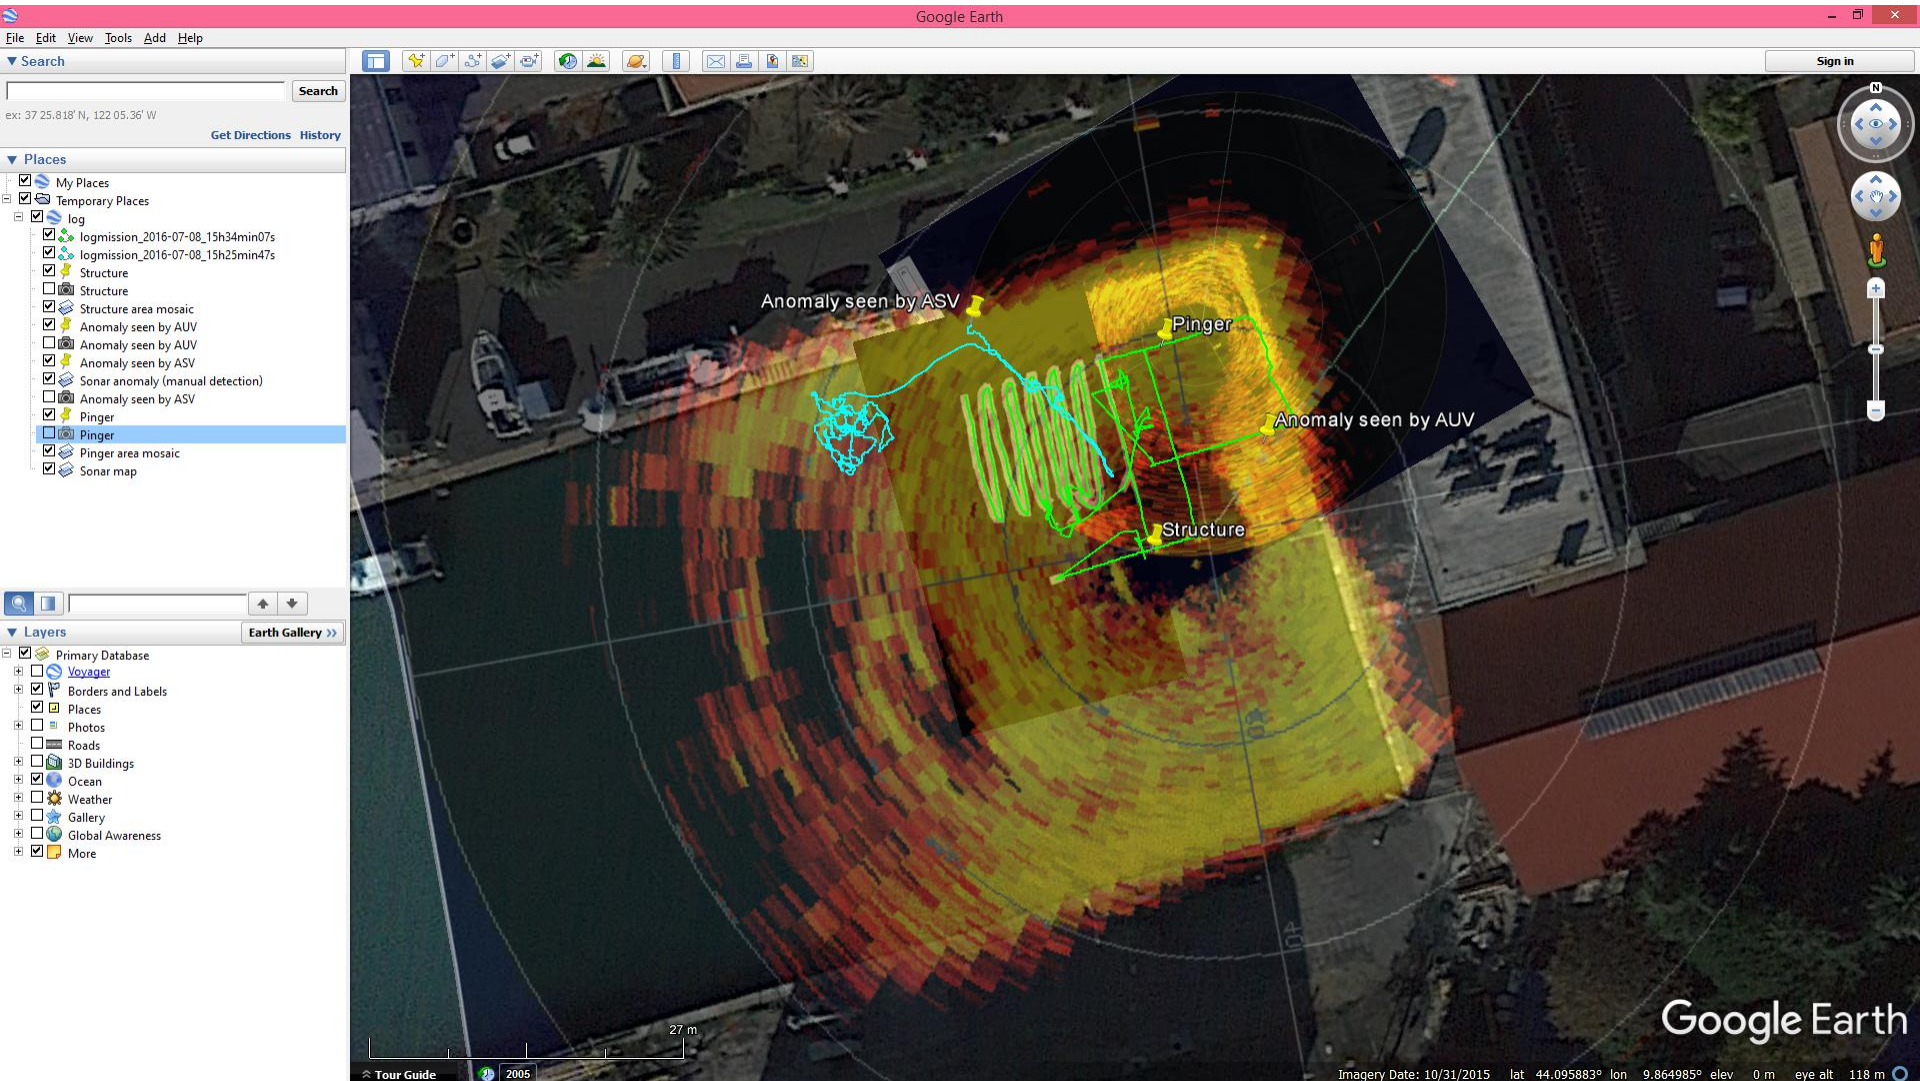 Google Earth
File Edit View Tools Add Help
Search
Search
ex: 37 25.818' N, 122 05.36' W
Get Directions History
Places
My Places
Temporary Places
log
logmission_2016-07-08_15h34min07s
logmission_2016-07-08_15h25min47s
Structure
Structure
Structure area mosaic
Anomaly seen by AUV
Anomaly seen by AUV
Anomaly seen by ASV
Sonar anomaly (manual detection)
Anomaly seen by ASV
Pinger
Pinger
Pinger area mosaic
Sonar map
Layers
Earth Gallery >>
Primary Database
Voyager
Borders and Labels
Places
Photos
Roads
3D Buildings
Ocean
Weather
Gallery
Global Awareness
More
Sign in
N
Anomaly seen by ASV
Pinger
Anomaly seen by AUV
Structure
40
27 m
Google Earth
Tour Guide
2005
Imagery Date: 10/31/2015 lat 44.095883° lon 9.864985° elev 0 m eye alt 118 m